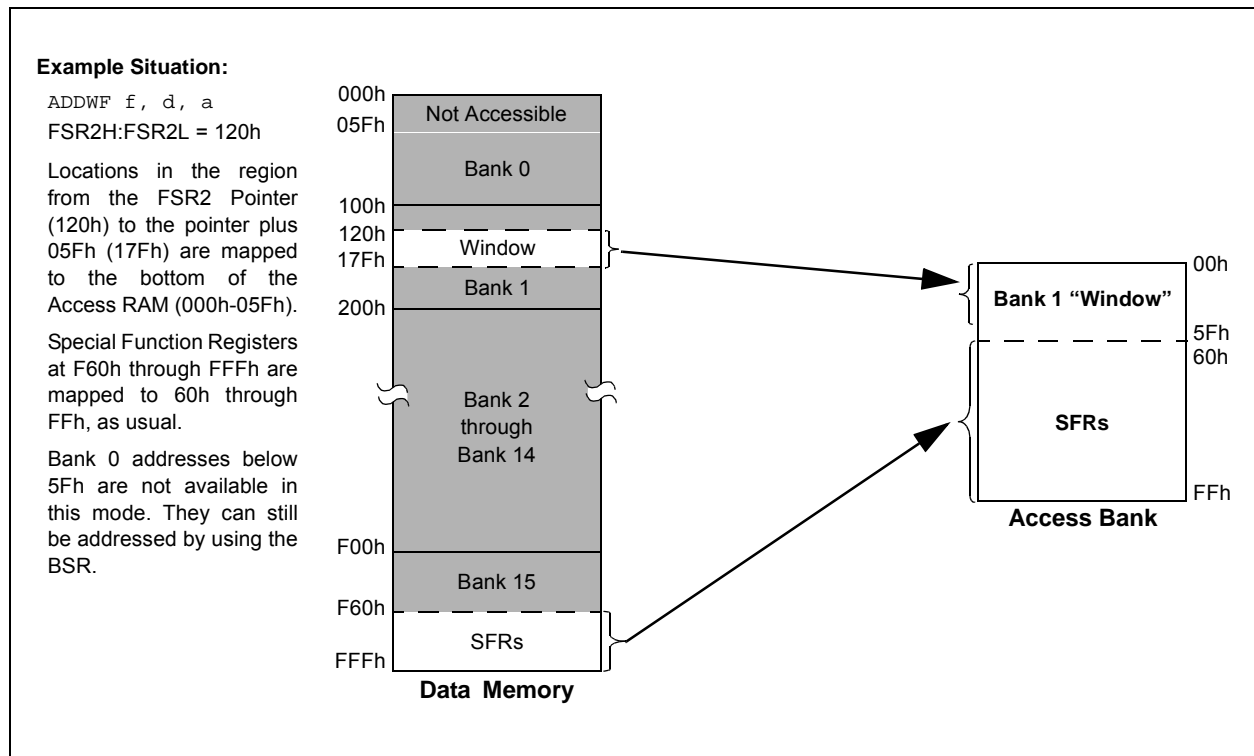 Example Situation:
ADDWF f, d, a
FSR2H:FSR2L = 120h
Locations in the region
from the FSR2 Pointer
(120h) to the pointer plus
05Fh (17Fh) are mapped
to the bottom of the
Access RAM (000h-05Fh).
Special Function Registers
at F60h through FFFh are
mapped to 60h through
FFh, as usual.
Bank 0 addresses below
5Fh are not available in
this mode. They can still
be addressed by using the
BSR.
000h
Not Accessible
05Fh
Bank 0
100h
120h
Window
17Fh
Bank 1
200h
Bank 2
through
Bank 14
F00h
Bank 15
F60h
SFRs
FFFh
Data Memory
00h
Bank 1 “Window”
5Fh
60h
SFRs
FFh
Access Bank